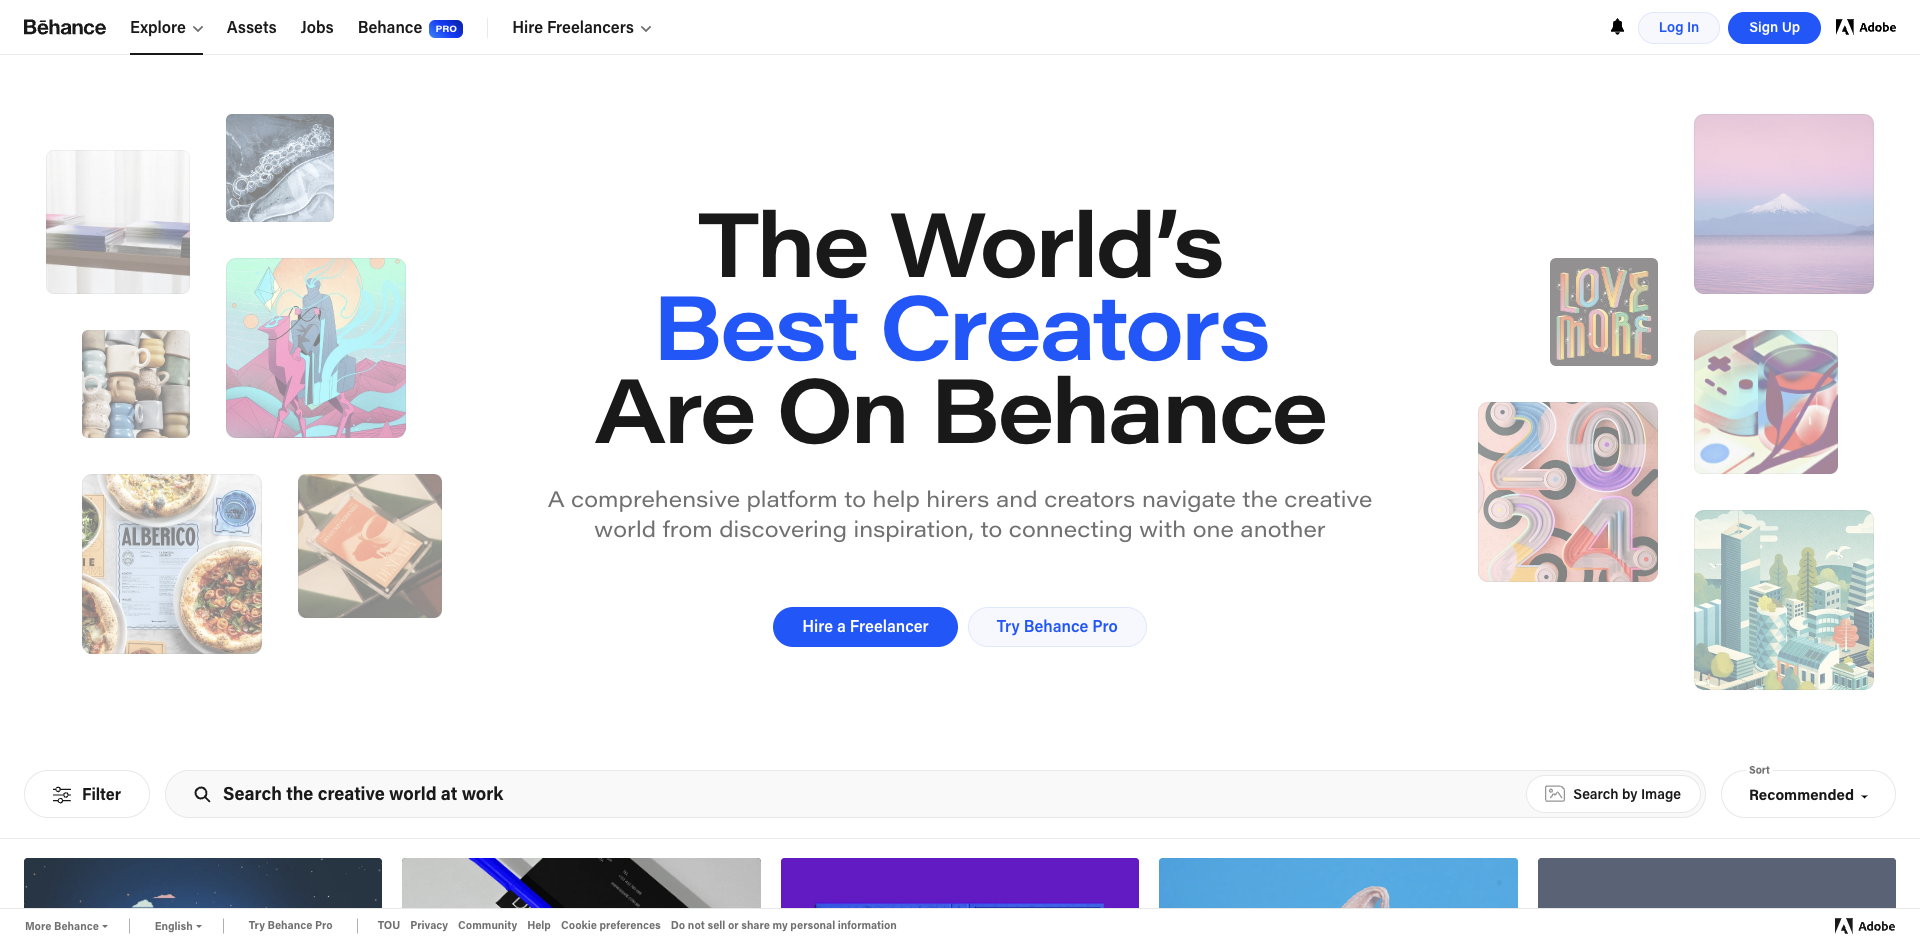 Bēhance
Explore
Assets
Jobs
Behance PRO
Hire Freelancers
Log In
Sign Up
Adobe
The World's
Best Creators
Are On Behance
A comprehensive platform to help hirers and creators navigate the creative
world from discovering inspiration, to connecting with one another
Hire a Freelancer
Try Behance Pro
ALBERICO
LOVE
MORE
20
24
Filter
Search the creative world at work
Search by Image
Sort
Recommended
More Behance
English
Try Behance Pro
TOU
Privacy
Community
Help
Cookie preferences
Do not sell or share my personal information
Adobe